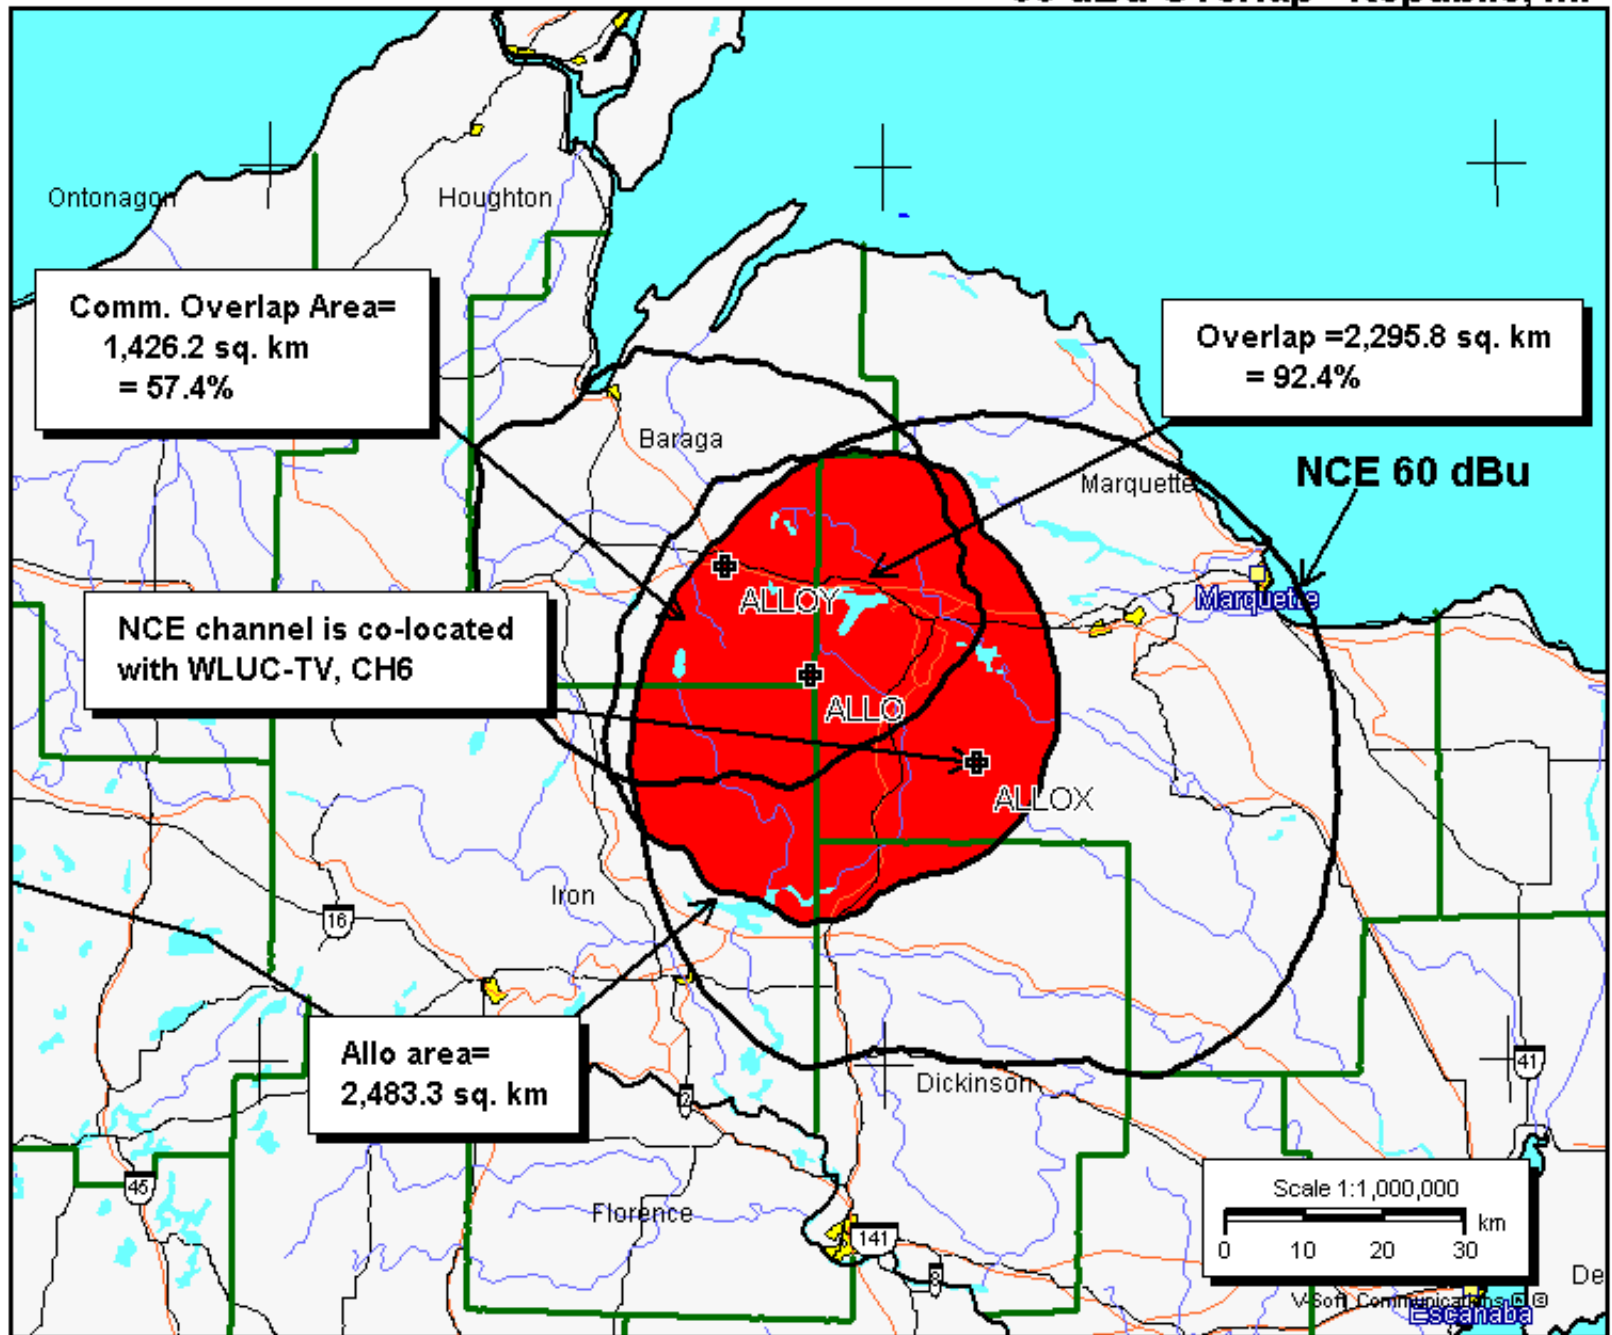 Ontonagon
Houghton
Comm. Overlap Area=
1,426.2 sq. km
= 57.4%
Overlap =2,295.8 sq. km
= 92.4%
Baraga
Marquette
NCE 60 dBu
ALLOY
Marquette
NCE channel is co-located
with WLUC-TV, CH6
ALLO
ALLOX
Iron
16
Allo area=
2,483.3 sq. km
Dickinson
41
2
45
Florence
141
8
Scale 1:1,000,000
km
0 10 20 30
De
V-Soft Communications ® ©
Escanaba